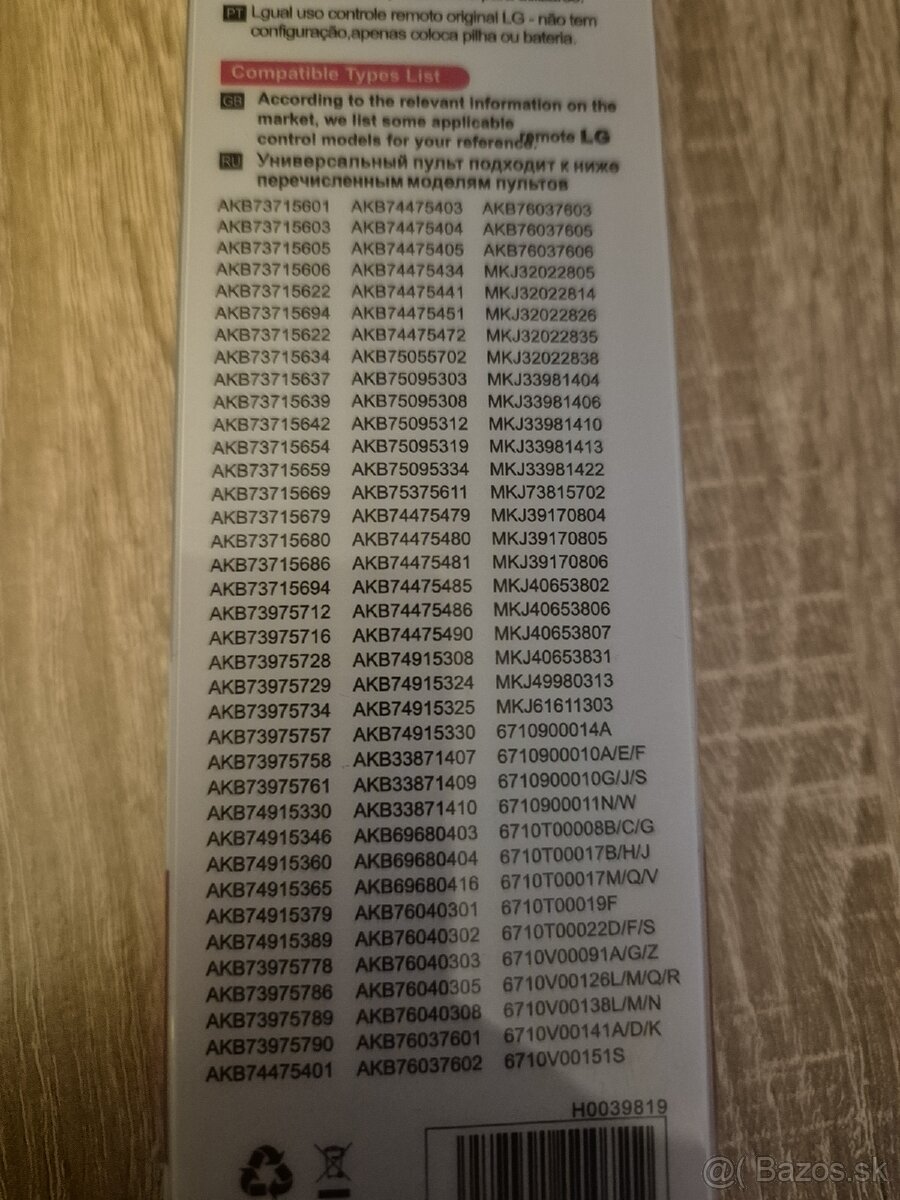 PT Lgual uso controle remoto original LG - não tem
configuração,apenas coloca pilha ou bateria.
Compatible Types List
GB According to the relevant information on the
market, we list some applicable remote LG
control models for your reference.
RU Универсальный пульт подходит к ниже
перечисленным моделям пультов
AKB73715601 AKB74475403 AKB76037603
AKB73715603 AKB74475404 AKB76037605
AKB73715605 AKB74475405 AKB76037606
AKB73715606 AKB74475434 MKJ32022805
AKB73715622 AKB74475441 MKJ32022814
AKB73715694 AKB74475451 MKJ32022826
AKB73715622 AKB74475472 MKJ32022835
AKB73715634 AKB75055702 MKJ32022838
AKB73715637 AKB75095303 MKJ33981404
AKB73715639 AKB75095308 MKJ33981406
AKB73715642 AKB75095312 MKJ33981410
AKB73715654 AKB75095319 MKJ33981413
AKB73715659 AKB75095334 MKJ33981422
AKB73715669 AKB75375611 MKJ73815702
AKB73715679 AKB74475479 MKJ39170804
AKB73715680 AKB74475480 MKJ39170805
AKB73715686 AKB74475481 MKJ39170806
AKB73715694 AKB74475485 MKJ40653802
AKB73975712 AKB74475486 MKJ40653806
AKB73975716 AKB74475490 MKJ40653807
AKB73975728 AKB74915308 MKJ40653831
AKB73975729 AKB74915324 MKJ49980313
AKB73975734 AKB74915325 MKJ61611303
AKB73975757 AKB74915330 6710900014A
AKB73975758 AKB33871407 6710900010A/E/F
AKB73975761 AKB33871409 6710900010G/J/S
AKB74915330 AKB33871410 6710900011N/W
AKB74915346 AKB69680403 6710T00008B/C/G
AKB74915360 AKB69680404 6710T00017B/H/J
AKB74915365 AKB69680416 6710T00017M/Q/V
AKB74915379 AKB76040301 6710T00019F
AKB74915389 AKB76040302 6710T00022D/F/S
AKB73975778 AKB76040303 6710V00091A/G/Z
AKB73975786 AKB76040305 6710V00126L/M/Q/R
AKB73975789 AKB76040308 6710V00138L/M/N
AKB73975790 AKB76037601 6710V00141A/D/K
AKB74475401 AKB76037602 6710V00151S
H0039819
@( Bazos.sk